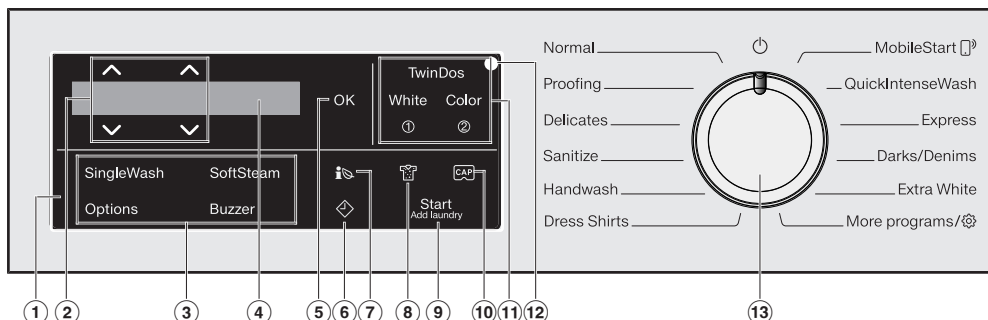 TwinDos
OK
White Color
① ②
SingleWash SoftSteam
Options Buzzer
CAP
Start
Add laundry
Normal
Proofing
Delicates
Sanitize
Handwash
Dress Shirts
MobileStart
QuickIntenseWash
Express
Darks/Denims
Extra White
More programs/
① ② ③ ④ ⑤ ⑥ ⑦ ⑧ ⑨ ⑩ ⑪ ⑫ ⑬